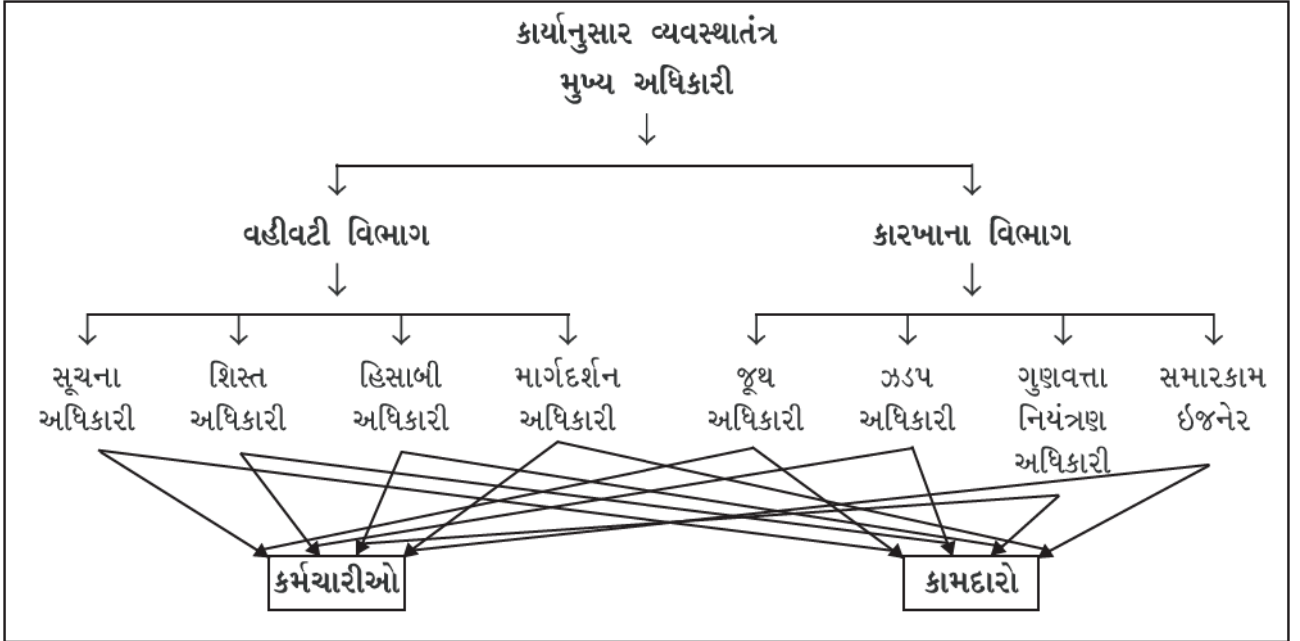 કાર્યાનુસાર વ્યવસ્થાતંત્ર
મુખ્ય અધિકારી
વહીવટી વિભાગ
કારખાના વિભાગ
સૂચના
અધિકારી
શિસ્ત
અધિકારી
હિસાબી
અધિકારી
માર્ગદર્શન
અધિકારી
જૂથ
અધિકારી
ઝડપ
અધિકારી
ગુણવત્તા
નિયંત્રણ
અધિકારી
સમારકામ
ઇજનેર
કર્મચારીઓ
કામદારો